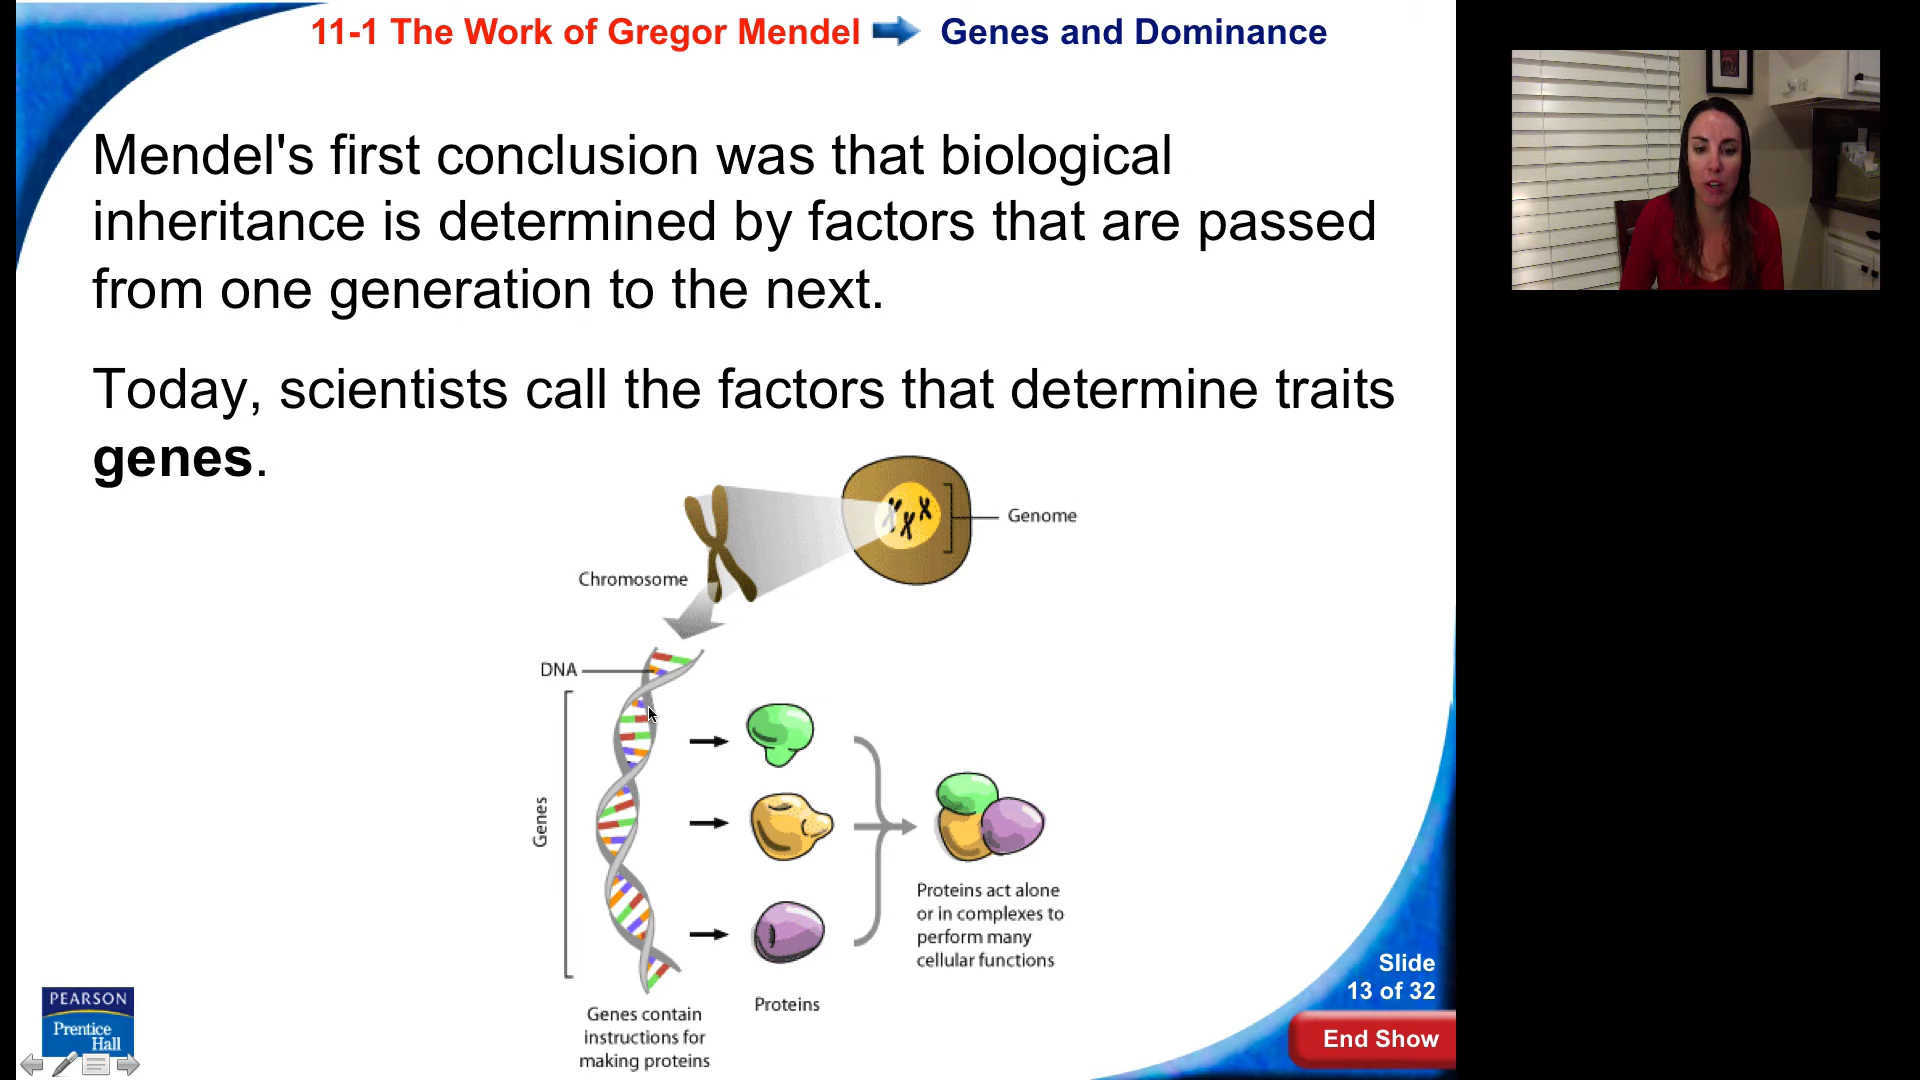 11-1 The Work of Gregor Mendel Genes and Dominance
Mendel's first conclusion was that biological
inheritance is determined by factors that are passed
from one generation to the next.
Today, scientists call the factors that determine traits
genes.
Genome
Chromosome
DNA
Genes
Proteins act alone
or in complexes to
perform many
cellular functions
Proteins
Genes contain
instructions for
making proteins
Slide
13 of 32
End Show
PEARSON
Prentice
Hall